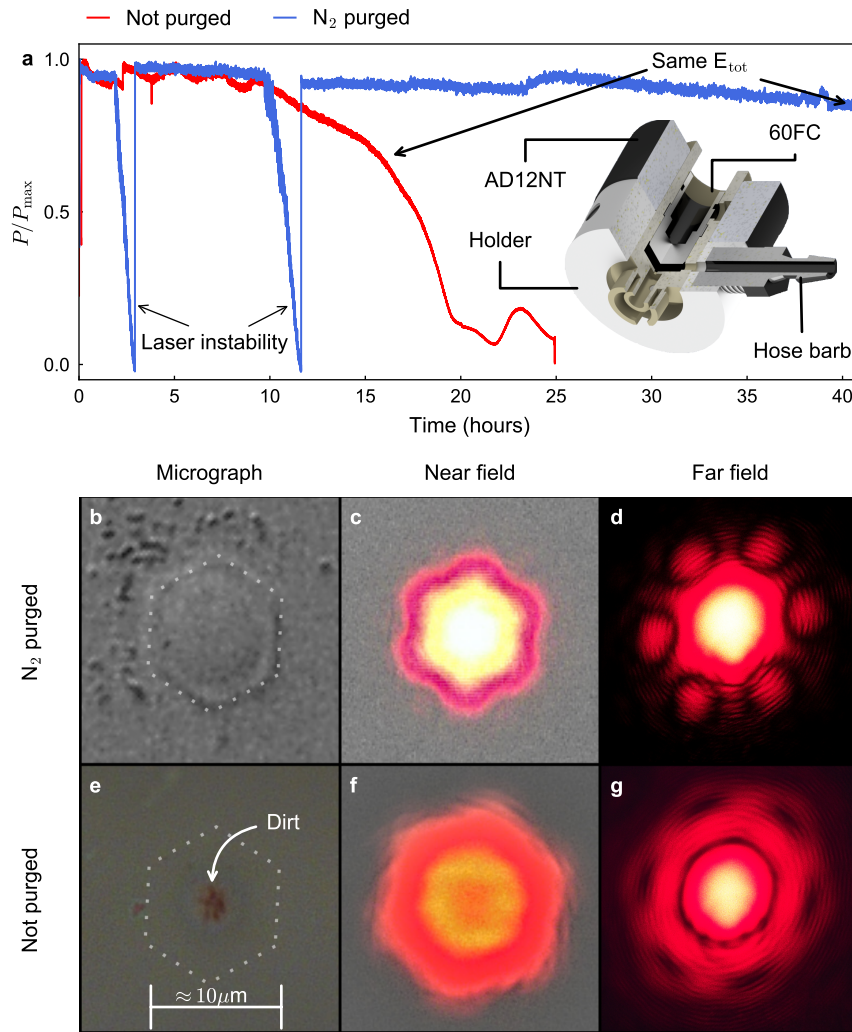 Not purged
N₂ purged
a
1.0
0.5
0.0
P/Pmax
Same Etot
60FC
AD12NT
Holder
Laser instability
Hose barb
0
5
10
15
20
25
30
35
40
Time (hours)
Micrograph
Near field
Far field
N₂ purged
b
c
d
Not purged
e
f
g
Dirt
≈ 10μm